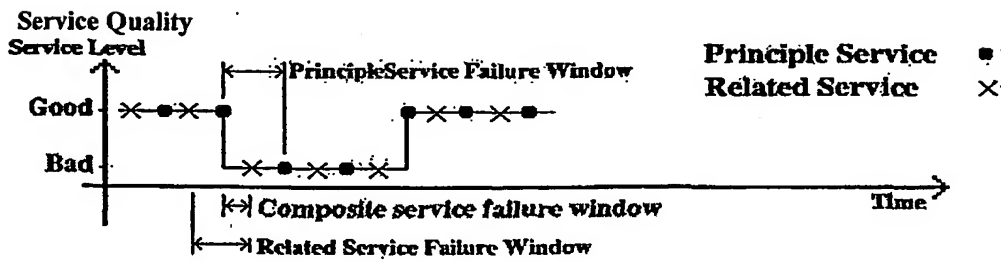 Service Quality
Service Level
Principle Service
PrincipleService Failure Window
Related Service
Good
Bad
Time
Composite service failure window
Related Service Failure Window